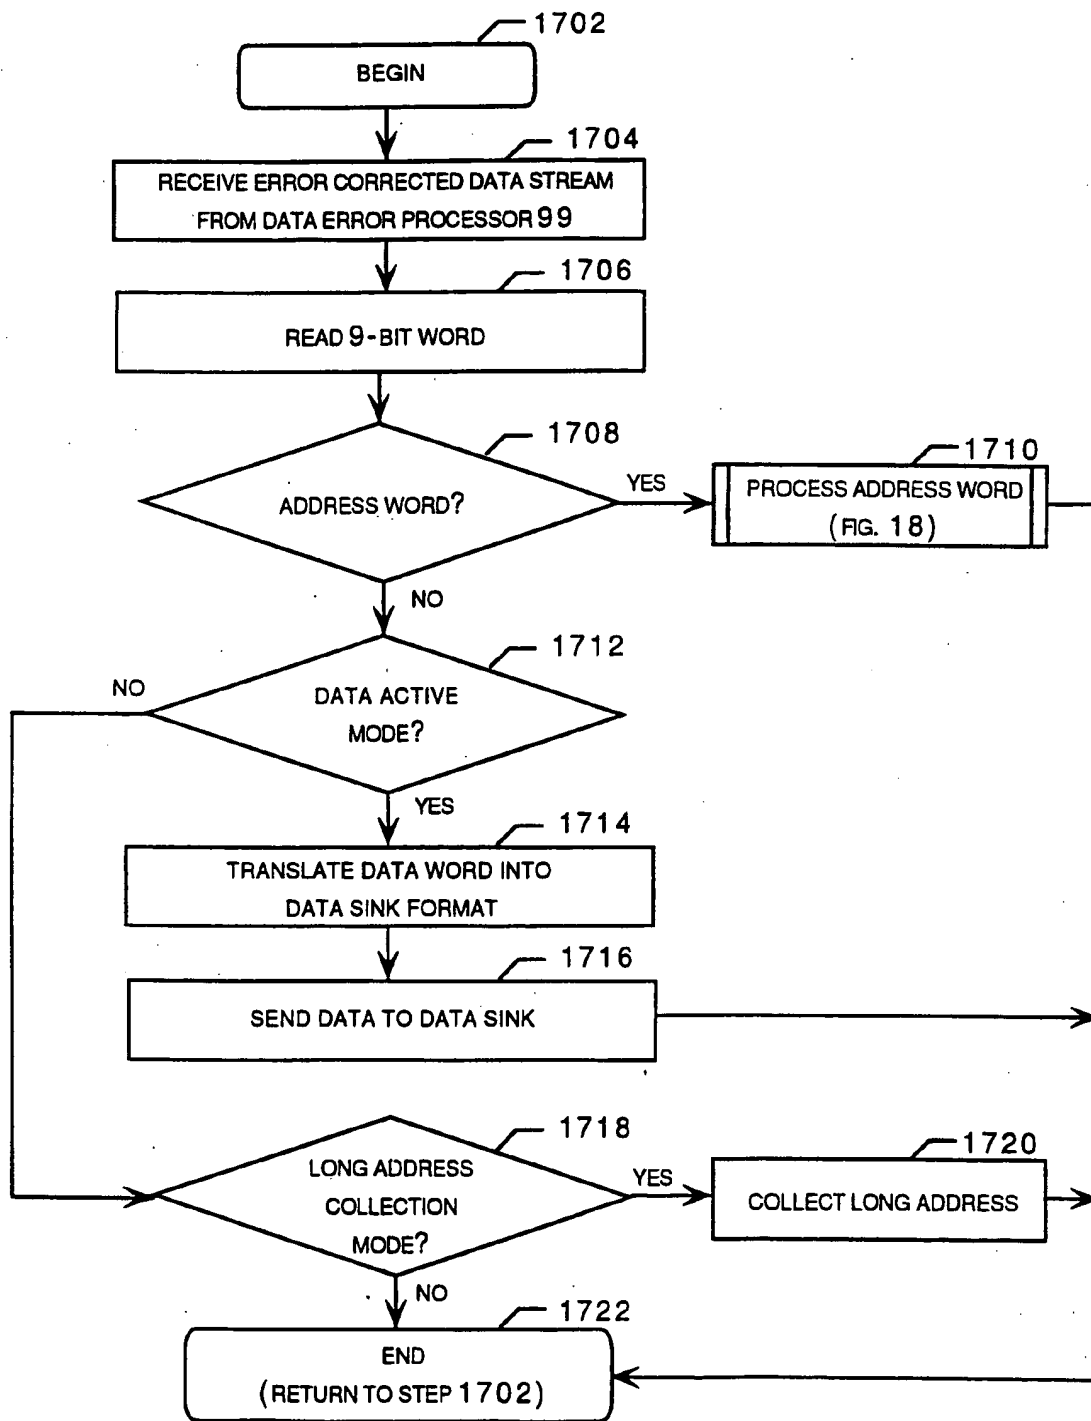 1702
BEGIN
1704
RECEIVE ERROR CORRECTED DATA STREAM
FROM DATA ERROR PROCESSOR 99
1706
READ 9-BIT WORD
1708
ADDRESS WORD?
YES
1710
PROCESS ADDRESS WORD
(FIG. 18)
NO
1712
DATA ACTIVE
MODE?
NO
YES
1714
TRANSLATE DATA WORD INTO
DATA SINK FORMAT
1716
SEND DATA TO DATA SINK
1718
LONG ADDRESS
COLLECTION
MODE?
YES
1720
COLLECT LONG ADDRESS
NO
1722
END
(RETURN TO STEP 1702)